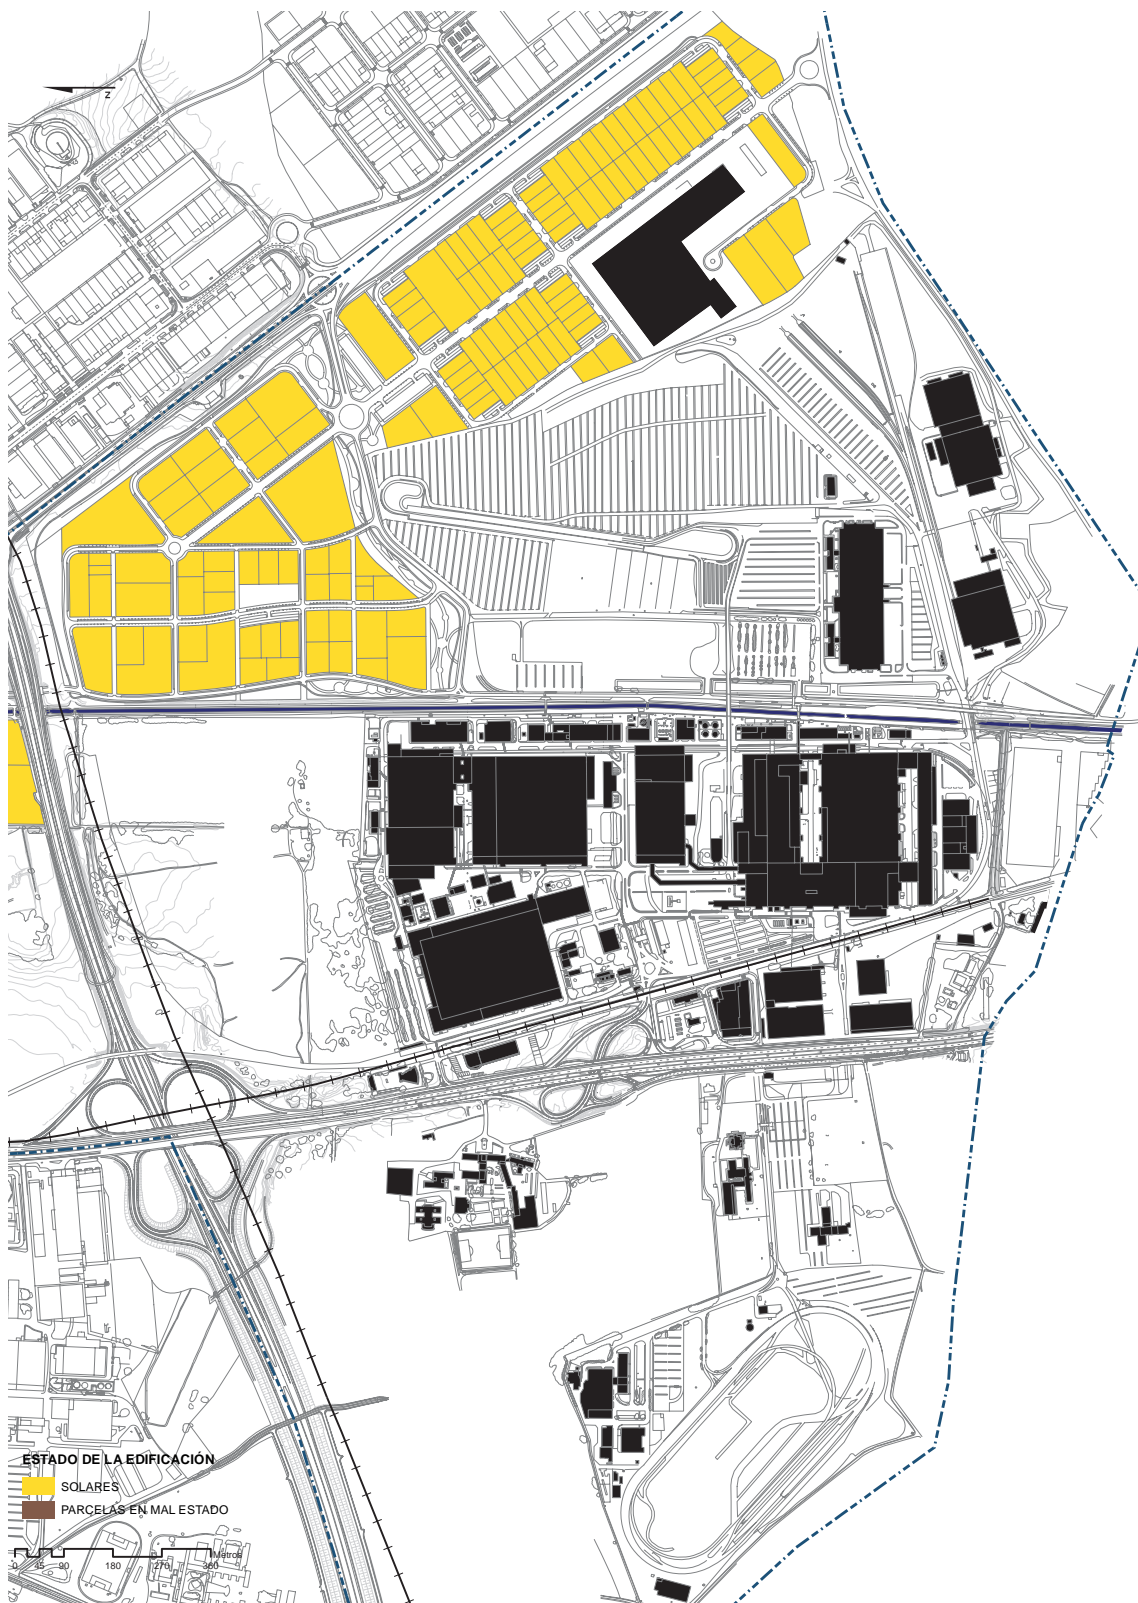 N
ESTADO DE LA EDIFICACIÓN
SOLARES
PARCELAS EN MAL ESTADO
Metros
0 45 90 180 270 360